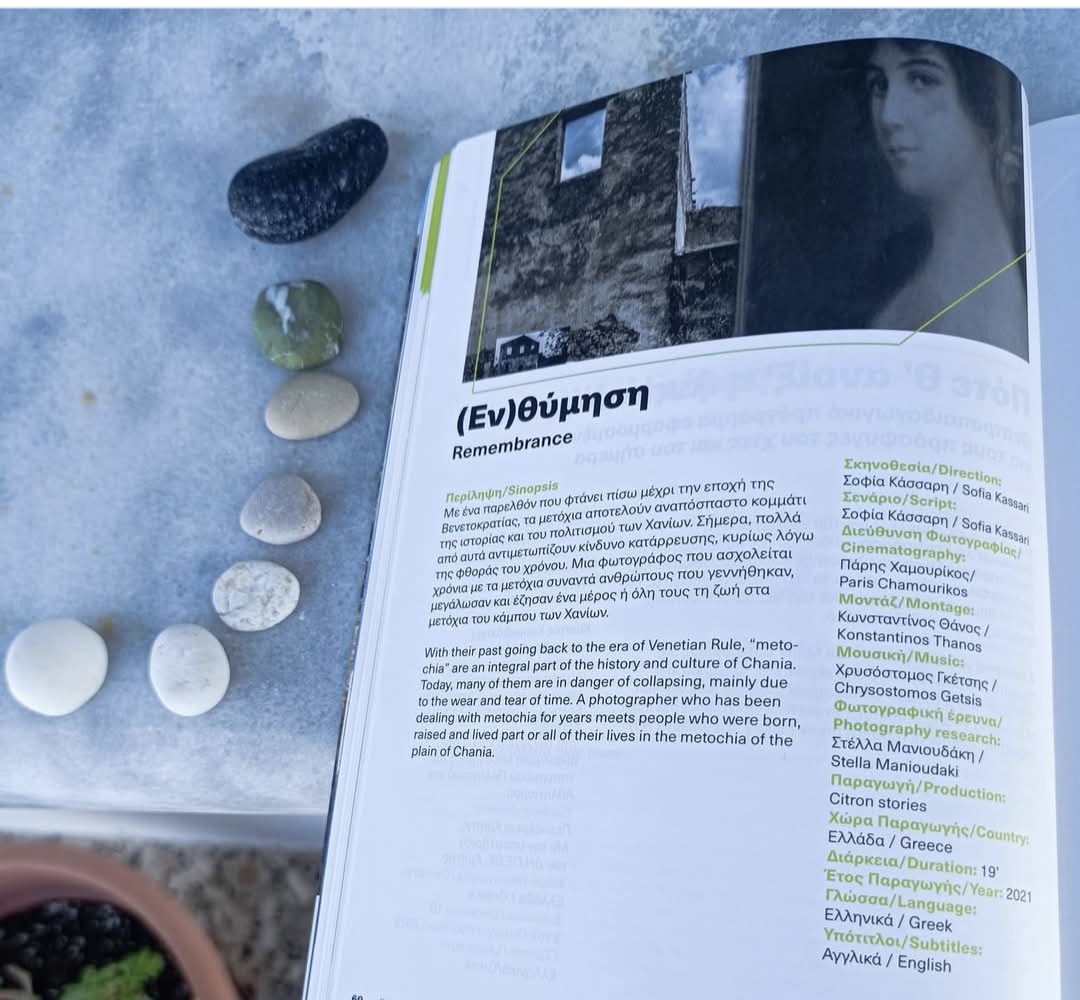 (Εν)θύμηση
Remembrance
Περίληψη/Sinopsis
Με ένα παρελθόν που φτάνει πίσω μέχρι την εποχή της
Βενετοκρατίας, τα μετόχια αποτελούν αναπόσπαστο κομμάτι
της ιστορίας και του πολιτισμού των Χανίων. Σήμερα, πολλά
από αυτά αντιμετωπίζουν κίνδυνο κατάρρευσης, κυρίως λόγω
της φθοράς του χρόνου. Μια φωτογράφος που ασχολείται
χρόνια με τα μετόχια συναντά ανθρώπους που γεννήθηκαν,
μεγάλωσαν και έζησαν ένα μέρος ή όλη τους τη ζωή στα
μετόχια του κάμπου των Χανίων.
With their past going back to the era of Venetian Rule, “meto-
chia” are an integral part of the history and culture of Chania.
Today, many of them are in danger of collapsing, mainly due
to the wear and tear of time. A photographer who has been
dealing with metochia for years meets people who were born,
raised and lived part or all of their lives in the metochia of the
plain of Chania.
Σκηνοθεσία/Direction:
Σοφία Κάσσαρη / Sofia Kassari
Σενάριο/Script:
Σοφία Κάσσαρη / Sofia Kassari
Διεύθυνση Φωτογραφίας/
Cinematography:
Πάρης Χαμουρίκος/
Paris Chamourikos
Μοντάζ/Montage:
Κωνσταντίνος Θάνος /
Konstantinos Thanos
Μουσική/Music:
Χρυσόστομος Γκέτσης /
Chrysostomos Getsis
Φωτογραφική έρευνα/
Photography research:
Στέλλα Μανιουδάκη /
Stella Manioudaki
Παραγωγή/Production:
Citron stories
Χώρα Παραγωγής/Country:
Ελλάδα / Greece
Διάρκεια/Duration: 19'
Έτος Παραγωγής/Year: 2021
Γλώσσα/Language:
Ελληνικά / Greek
Υπότιτλοι/Subtitles:
Αγγλικά / English